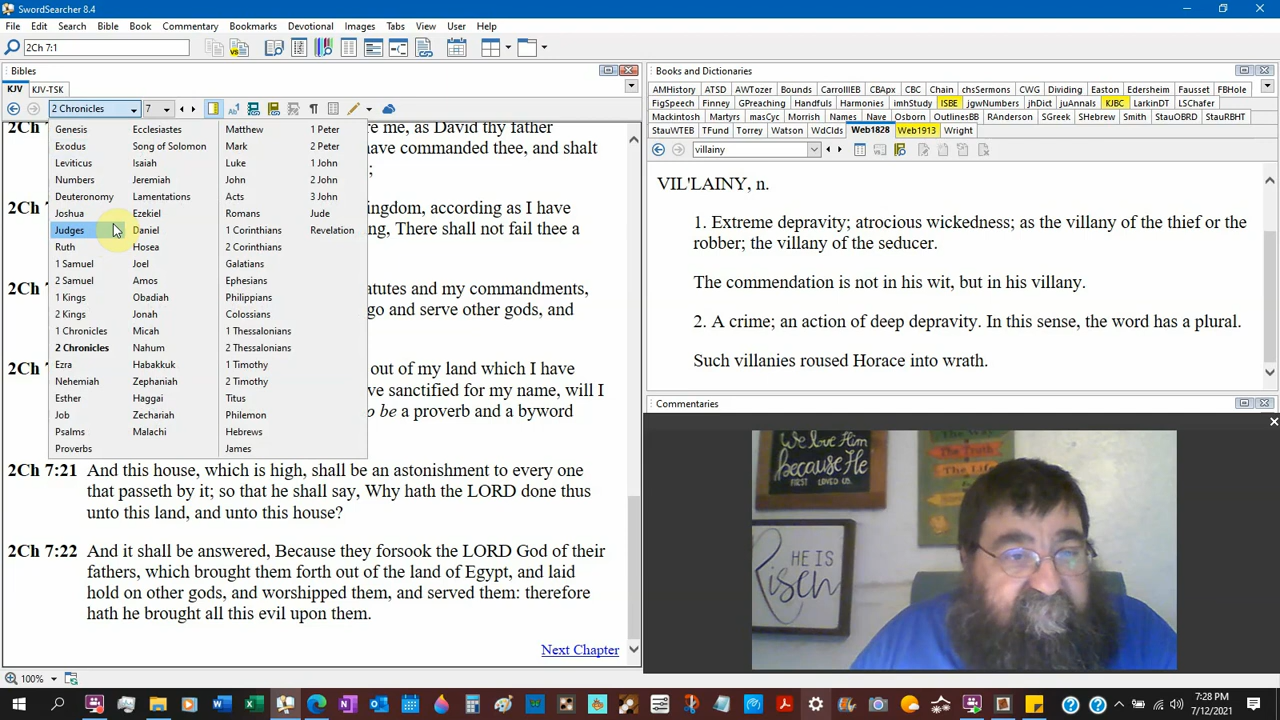 SwordSearcher 8.4
File Edit Search Bible Book Commentary Bookmarks Devotional Images Tabs View User Help
2Ch 7:1
Bibles
KJV KJV-TSK
2 Chronicles 7
Genesis Ecclesiastes Matthew 1 Peter
Exodus Song of Solomon Mark 2 Peter
Leviticus Isaiah Luke 1 John
Numbers Jeremiah John 2 John
Deuteronomy Lamentations Acts 3 John
Joshua Ezekiel Romans Jude
Judges Daniel 1 Corinthians Revelation
Ruth Hosea 2 Corinthians
1 Samuel Joel Galatians
2 Samuel Amos Ephesians
1 Kings Obadiah Philippians
2 Kings Jonah Colossians
1 Chronicles Micah 1 Thessalonians
2 Chronicles Nahum 2 Thessalonians
Ezra Habakkuk 1 Timothy
Nehemiah Zephaniah 2 Timothy
Esther Haggai Titus
Job Zechariah Philemon
Psalms Malachi Hebrews
Proverbs James
2Ch re me, as David thy father
have commanded thee, and shalt
2Ch 7 ingdom, according as I have
ng, There shall not fail thee a
2Ch 7 atutes and my commandments,
go and serve other gods, and
2Ch 7 out of my land which I have
ve sanctified for my name, will I
to be a proverb and a byword
2Ch 7:21 And this house, which is high, shall be an astonishment to every one
that passeth by it; so that he shall say, Why hath the LORD done thus
unto this land, and unto this house?
2Ch 7:22 And it shall be answered, Because they forsook the LORD God of their
fathers, which brought them forth out of the land of Egypt, and laid
hold on other gods, and worshipped them, and served them: therefore
hath he brought all this evil upon them.
Next Chapter
100%
Books and Dictionaries
AMHistory ATSD AWTozer Bounds CarrollEIB CBApx CBC Chain chsSermons CWG Dividing Easton Edersheim Faussett FBHole
FigSpeech Finney GPreaching Handfuls Harmonies imhStudy ISBE jgwNumbers jhDict juAnnals KJBC LarkinDT LSChafer
Mackintosh Martyrs masCyc Morrish Names Nave Osborn OutlinesBB RAnderson SGreek SHebrew Smith StauOBRD StauRBHT
StauWTEB TFund Torrey Watson WdClds Web1828 Web1913 Wright
villainy
VIL'LAINY, n.
1. Extreme depravity; atrocious wickedness; as the villany of the thief or the
robber; the villany of the seducer.
The commendation is not in his wit, but in his villany.
2. A crime; an action of deep depravity. In this sense, the word has a plural.
Such villanies roused Horace into wrath.
Commentaries
We love Him
because He
FIRST LOVED US.
The Way
The Truth
The Life
HE IS
Risen
7:28 PM
7/12/2021